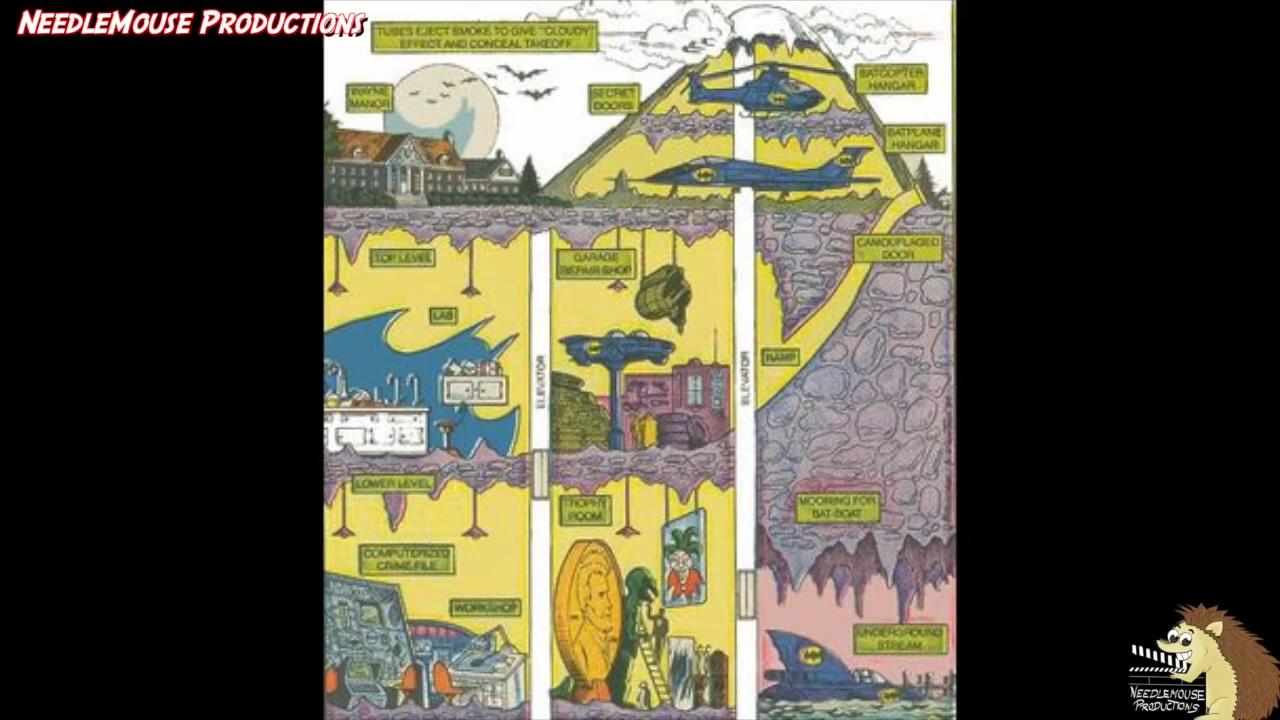 NEEDLEMOUSE PRODUCTIONS
TUBES EJECT SMOKE TO GIVE "CLOUDY"
EFFECT AND CONCEAL TAKEOFF
WAYNE
MANOR
SECRET
DOORS
BATCOPTER
HANGAR
BATPLANE
HANGAR
CAMOUFLAGED
DOOR
TOP LEVEL
GARAGE
REPAIR SHOP
LAB
ELEVATOR
ELEVATOR
RAMP
LOWER LEVEL
TROPHY
ROOM
MOORING FOR
BAT-BOAT
COMPUTERIZED
CRIME FILE
WORKSHOP
UNDERGROUND
STREAM
NEEDLEMOUSE
PRODUCTIONS